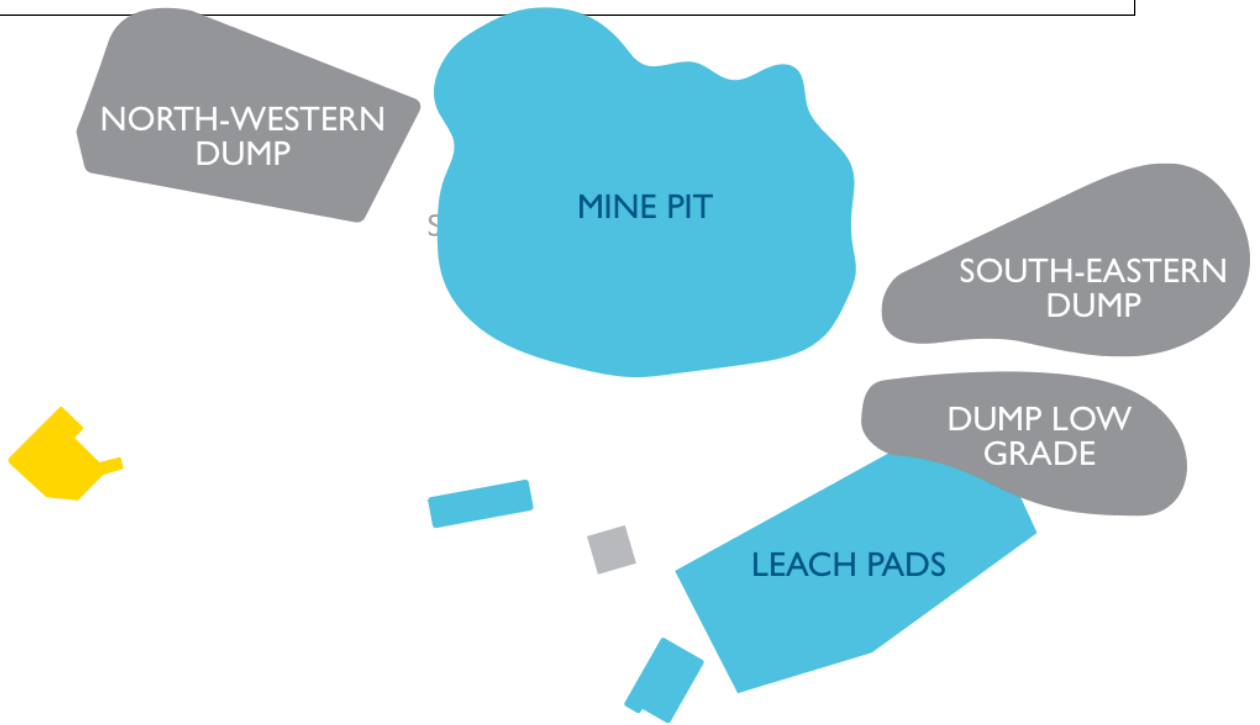 NORTH-WESTERN
DUMP
MINE PIT
SOUTH-EASTERN
DUMP
DUMP LOW
GRADE
LEACH PADS